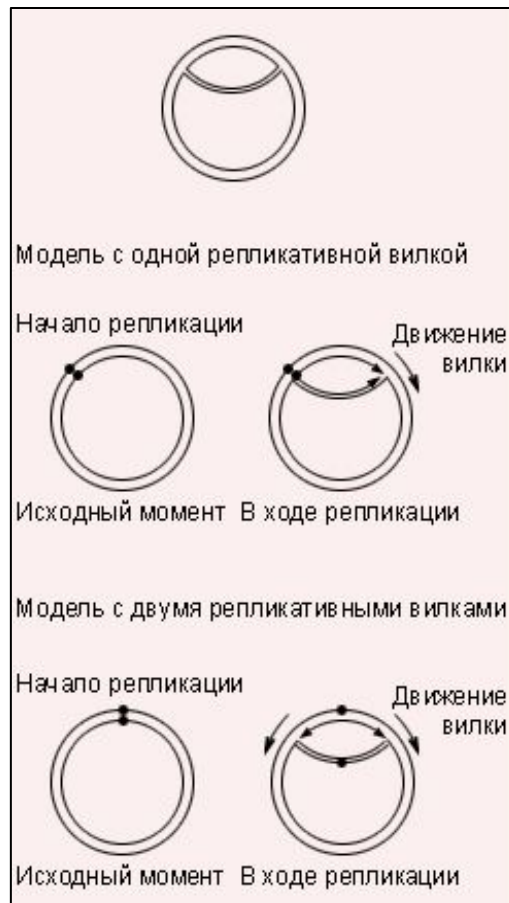 Модель с одной репликативной вилкой
Начало репликации
Движение
вилки
Исходный момент
В ходе репликации
Модель с двумя репликативными вилками
Начало репликации
Движение
вилки
Исходный момент
В ходе репликации